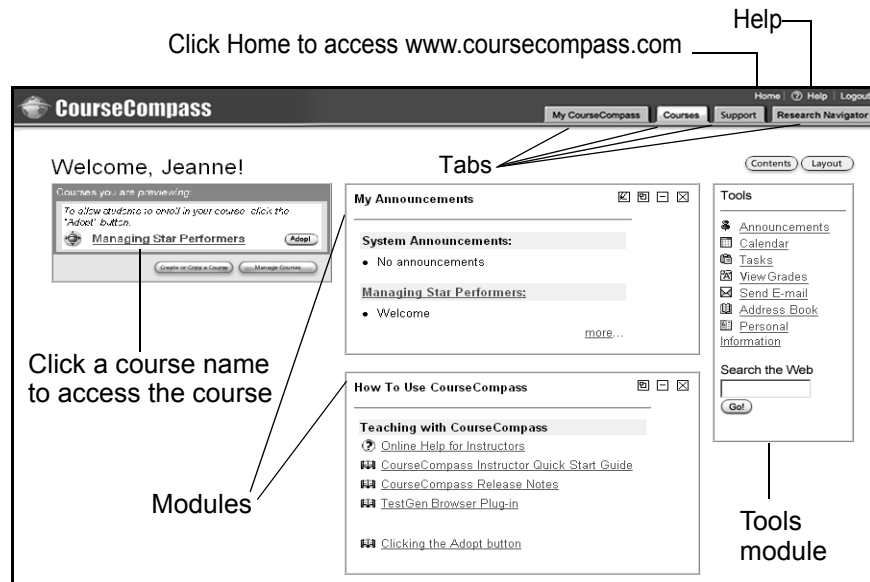 Help
Click Home to access www.coursecompass.com
Home | ? Help | Logout
CourseCompass
My CourseCompass
Courses
Support
Research Navigator
Welcome, Jeanne!
Tabs
Contents
Layout
Courses you are previewing:
To allow students to enroll in your course, click the
"Adopt" button.
Managing Star Performers
Adopt
Create or Copy a Course
Manage Courses
Click a course name
to access the course
My Announcements
System Announcements:
• No announcements
Managing Star Performers:
• Welcome
more...
How To Use CourseCompass
Teaching with CourseCompass
? Online Help for Instructors
CourseCompass Instructor Quick Start Guide
CourseCompass Release Notes
TestGen Browser Plug-in
Clicking the Adopt button
Modules
Tools
Announcements
Calendar
Tasks
View Grades
Send E-mail
Address Book
Personal
Information
Search the Web
Go!
Tools
module